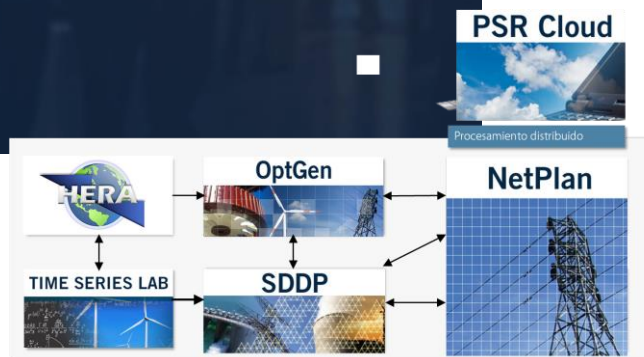 PSR Cloud
Procesamiento distribuido
HERA
OptGen
NetPlan
TIME SERIES LAB
SDDP